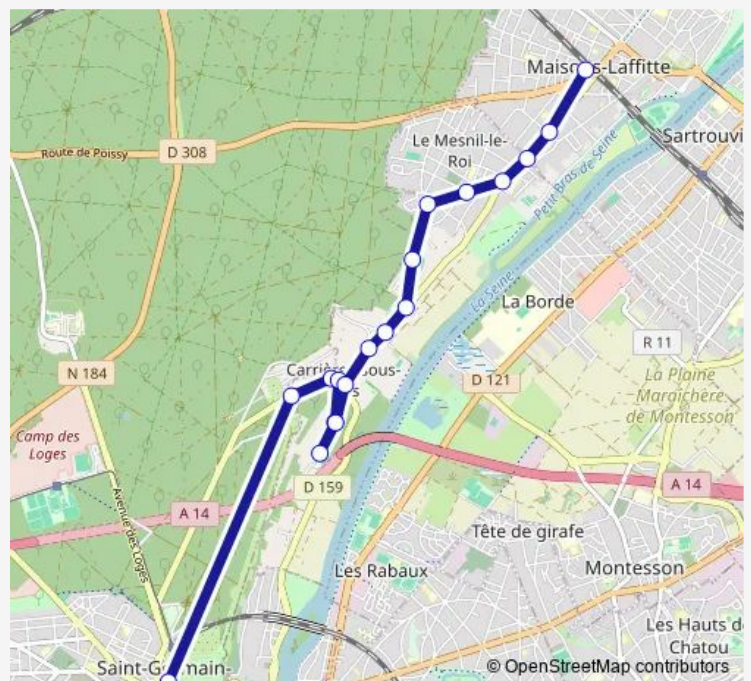 Maisons-Laffitte
Le Mesnil-le-
Roi
Sartrouvi
Route de Poissy
D 308
Petit Bras de Seine
La Seine
La Borde
R 11
N 184
Carrières-sous-
s
D 121
La Plaine
Maraîchère
de Montesson
Camp des
Loges
D 159
A 14
A 14
Avenue des Loges
Tête de girafe
Les Rabaux
Montesson
Les Hauts d
Chatou
Saint-Germain-
© OpenStreetMap contributors